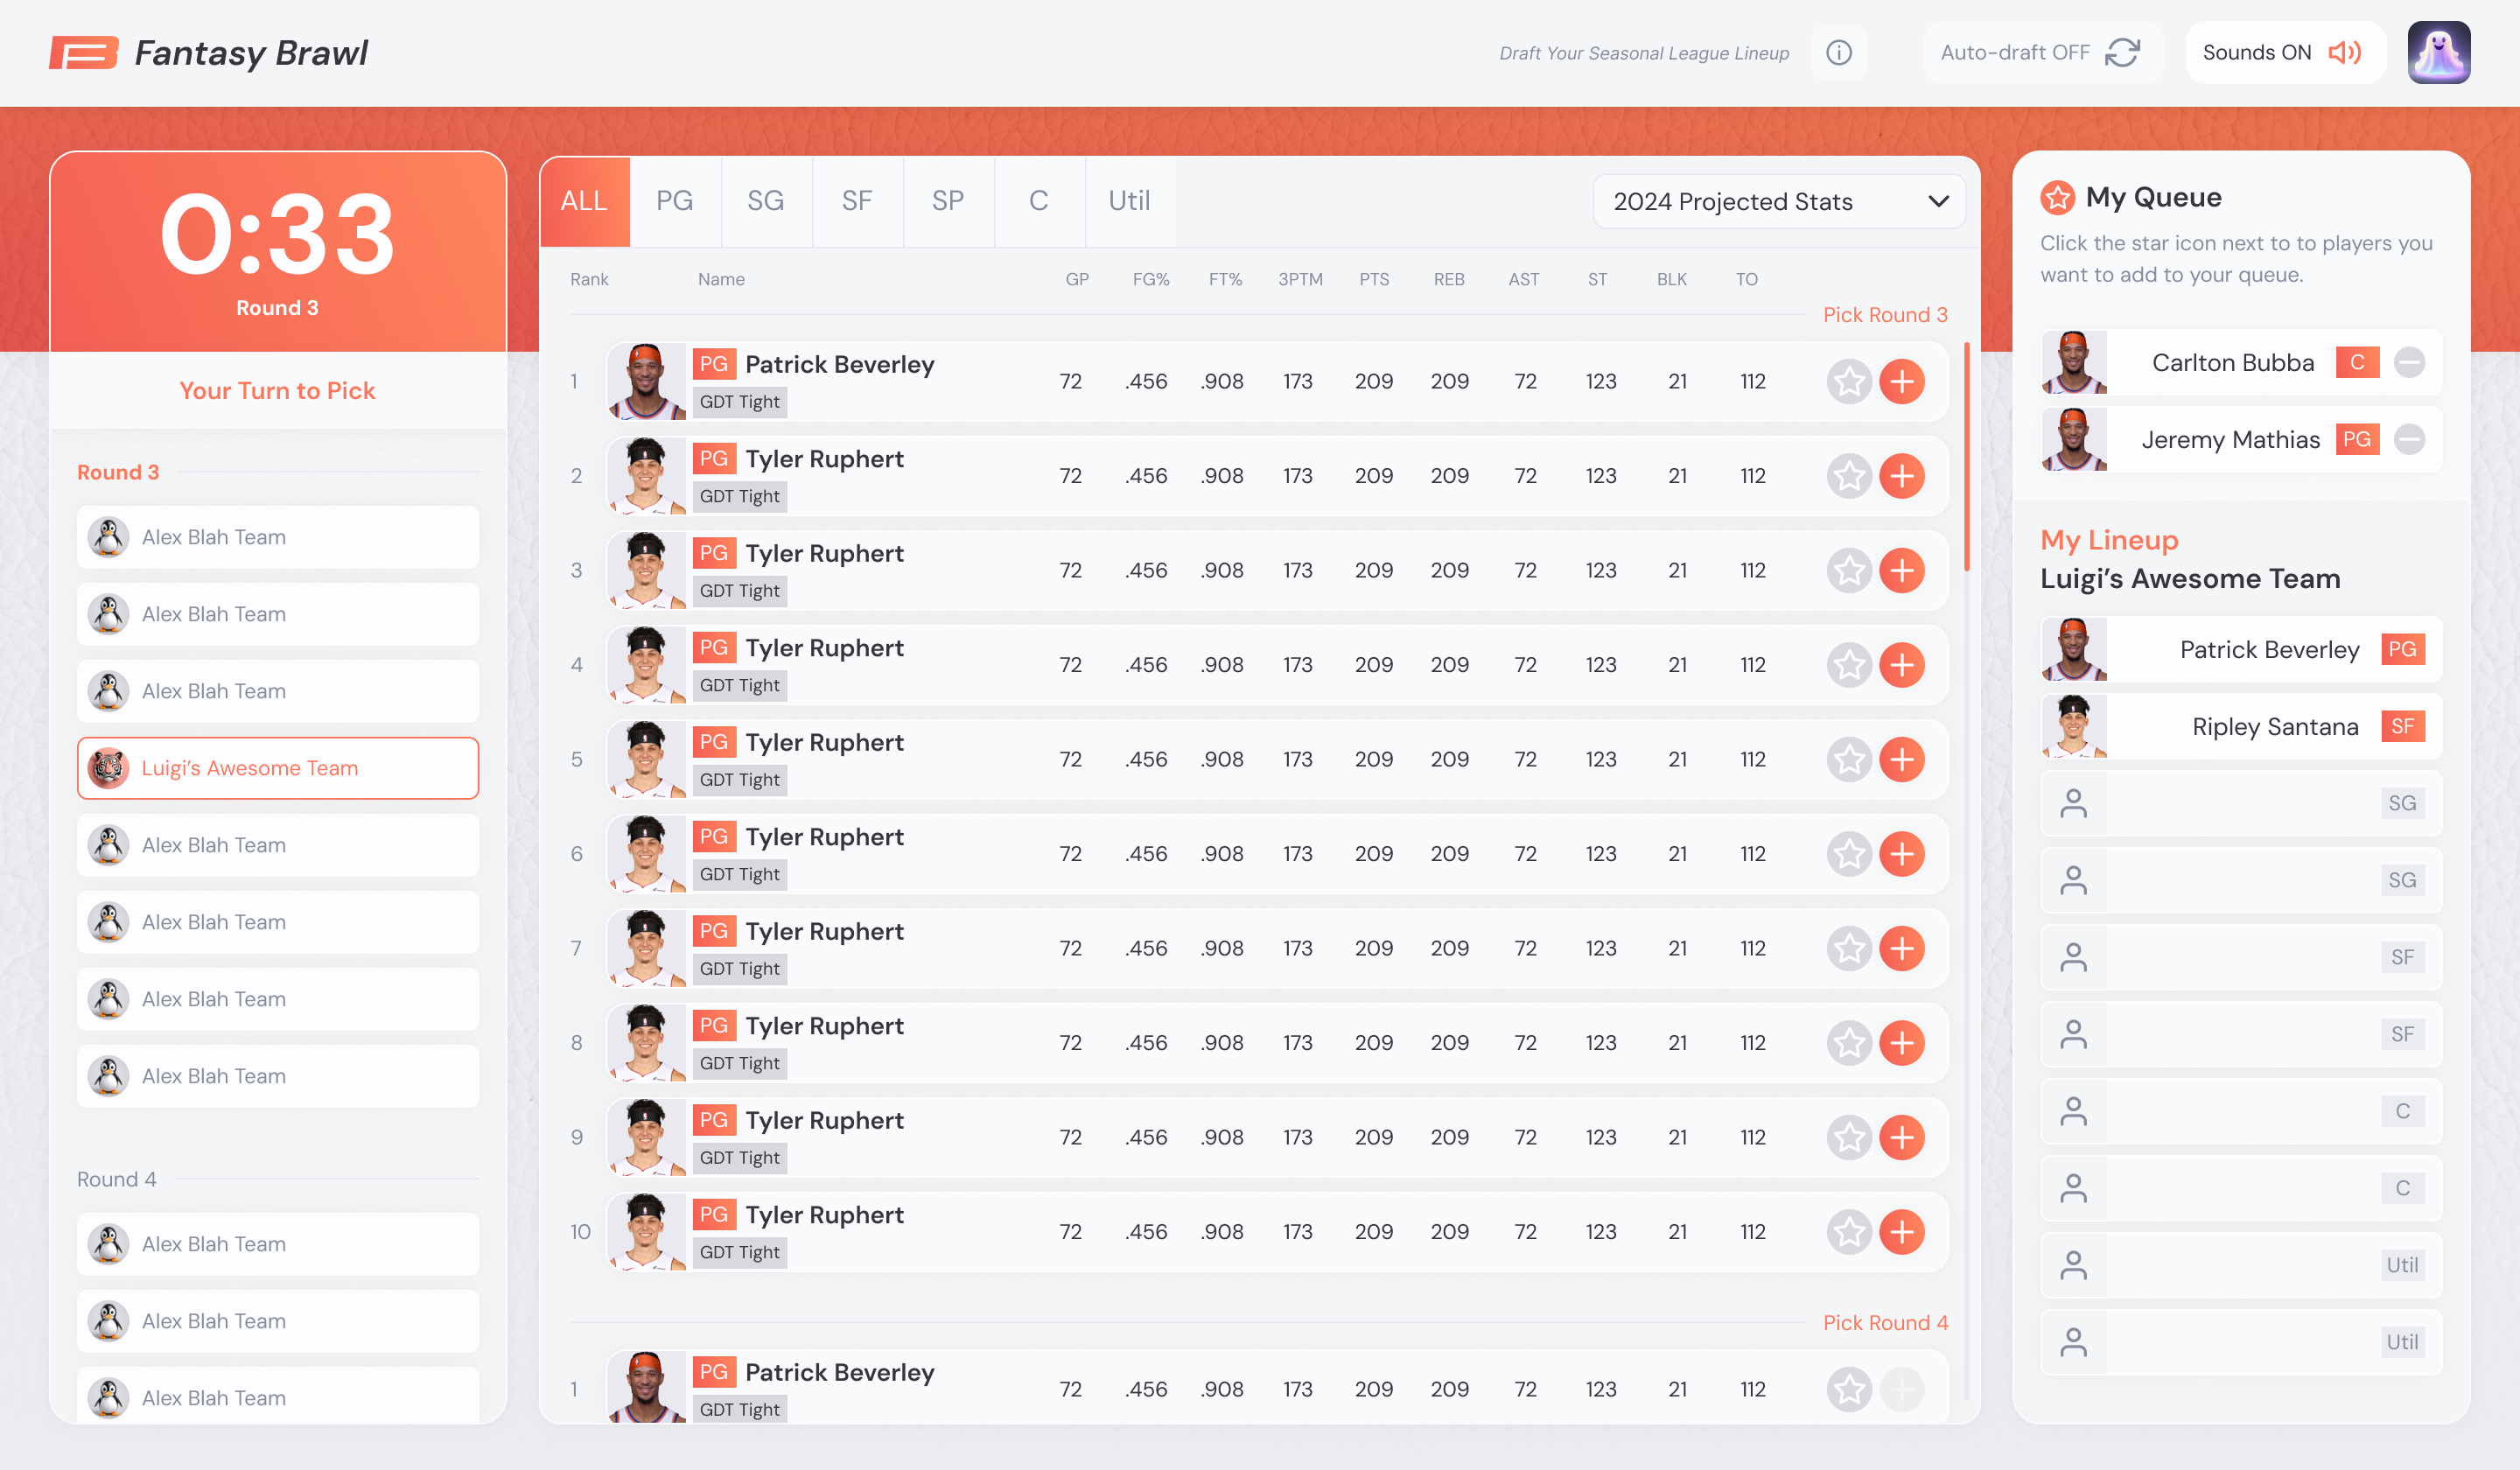 Fantasy Brawl
Draft Your Seasonal League Lineup
Auto-draft OFF
Sounds ON
0:33
Round 3
Your Turn to Pick
Round 3
Alex Blah Team
Alex Blah Team
Alex Blah Team
Luigi’s Awesome Team
Alex Blah Team
Alex Blah Team
Alex Blah Team
Alex Blah Team
Round 4
Alex Blah Team
Alex Blah Team
Alex Blah Team
ALL PG SG SF SP C Util
2024 Projected Stats
Rank Name GP FG% FT% 3PTM PTS REB AST ST BLK TO
Pick Round 3
1 PG Patrick Beverley 72 .456 .908 173 209 209 72 123 21 112
GDT Tight
2 PG Tyler Ruphert 72 .456 .908 173 209 209 72 123 21 112
GDT Tight
3 PG Tyler Ruphert 72 .456 .908 173 209 209 72 123 21 112
GDT Tight
4 PG Tyler Ruphert 72 .456 .908 173 209 209 72 123 21 112
GDT Tight
5 PG Tyler Ruphert 72 .456 .908 173 209 209 72 123 21 112
GDT Tight
6 PG Tyler Ruphert 72 .456 .908 173 209 209 72 123 21 112
GDT Tight
7 PG Tyler Ruphert 72 .456 .908 173 209 209 72 123 21 112
GDT Tight
8 PG Tyler Ruphert 72 .456 .908 173 209 209 72 123 21 112
GDT Tight
9 PG Tyler Ruphert 72 .456 .908 173 209 209 72 123 21 112
GDT Tight
10 PG Tyler Ruphert 72 .456 .908 173 209 209 72 123 21 112
GDT Tight
Pick Round 4
1 PG Patrick Beverley 72 .456 .908 173 209 209 72 123 21 112
GDT Tight
My Queue
Click the star icon next to to players you
want to add to your queue.
Carlton Bubba C
Jeremy Mathias PG
My Lineup
Luigi’s Awesome Team
Patrick Beverley PG
Ripley Santana SF
SG
SG
SF
SF
C
C
Util
Util